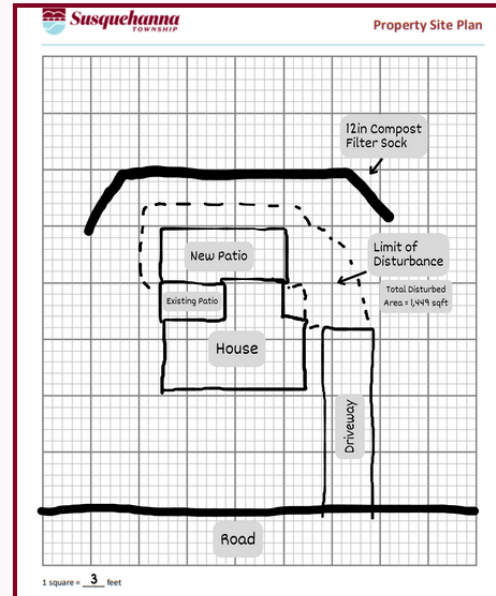 Susquehanna
TOWNSHIP
Property Site Plan
12in Compost
Filter Sock
New Patio
Limit of
Disturbance
Existing Patio
Total Disturbed
Area = 1,449 sqft
House
Driveway
Road
1 square = 3 feet